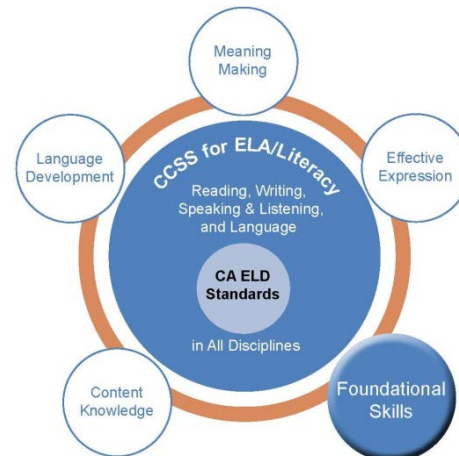 Meaning
Making
Language
Development
Effective
Expression
CCSS for ELA/Literacy
Reading, Writing,
Speaking & Listening,
and Language
CA ELD
Standards
in All Disciplines
Content
Knowledge
Foundational
Skills